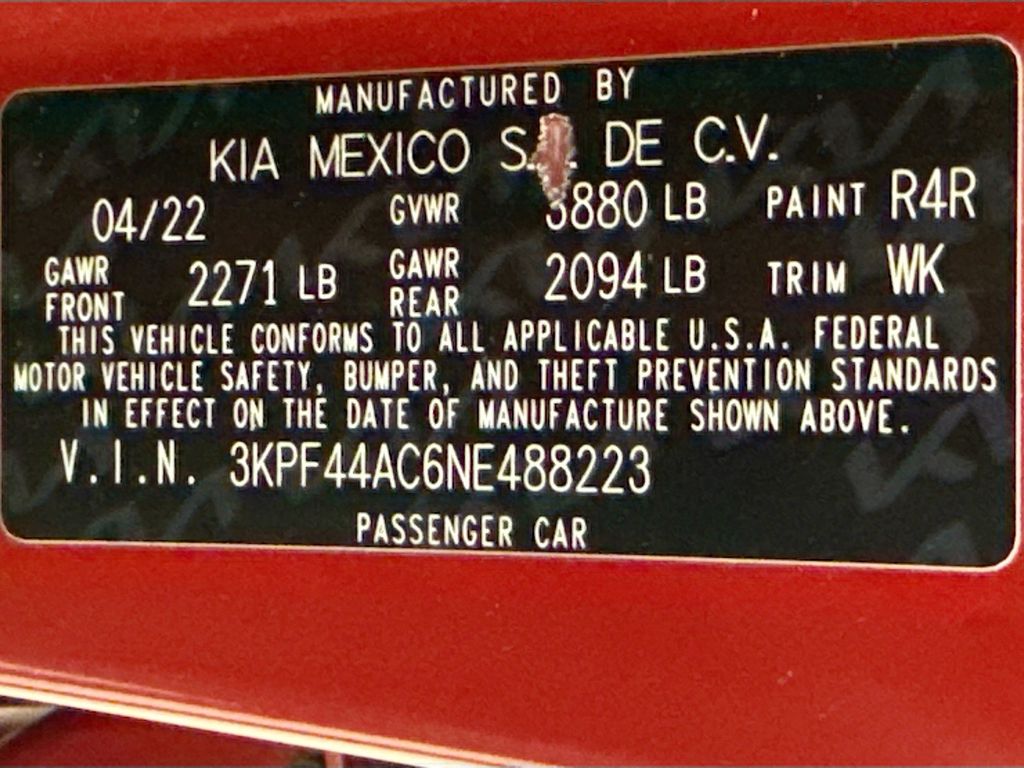 MANUFACTURED BY
KIA MEXICO DE C.V.
04/22 GVWR 3880 LB PAINT R4R
GAWR FRONT 2271 LB GAWR REAR 2094 LB TRIM WK
THIS VEHICLE CONFORMS TO ALL APPLICABLE U.S.A. FEDERAL
MOTOR VEHICLE SAFETY, BUMPER, AND THEFT PREVENTION STANDARDS
IN EFFECT ON THE DATE OF MANUFACTURE SHOWN ABOVE.
V.I.N. 3KPF44AC6NE488223
PASSENGER CAR